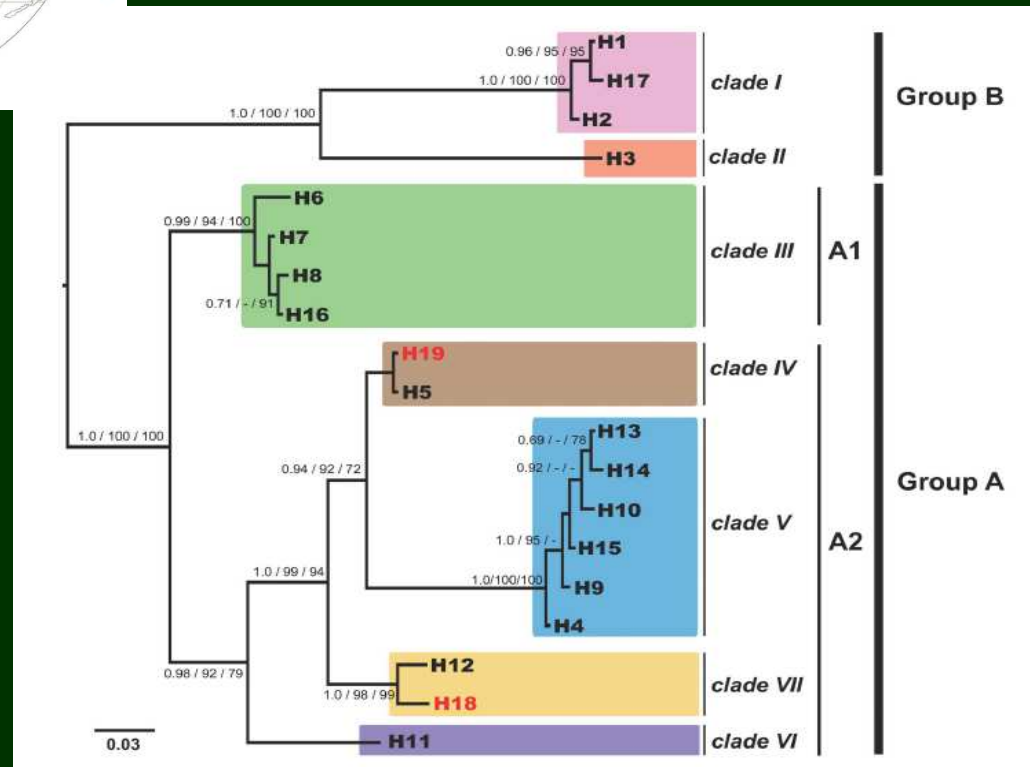 H1
0.96 / 95 / 95
1.0 / 100 / 100
H17
clade I
Group B
H2
1.0 / 100 / 100
H3
clade II
H6
0.99 / 94 / 100
H7
clade III
A1
H8
0.71 / - / 91
H16
H19
clade IV
H5
1.0 / 100 / 100
H13
0.69 / - / 78
0.92 / - / -
H14
0.94 / 92 / 72
Group A
H10
clade V
1.0 / 95 / -
H15
A2
1.0 / 99 / 94
1.0/100/100
H9
H4
H12
0.98 / 92 / 79
clade VII
1.0 / 98 / 99
H18
H11
clade VI
0.03